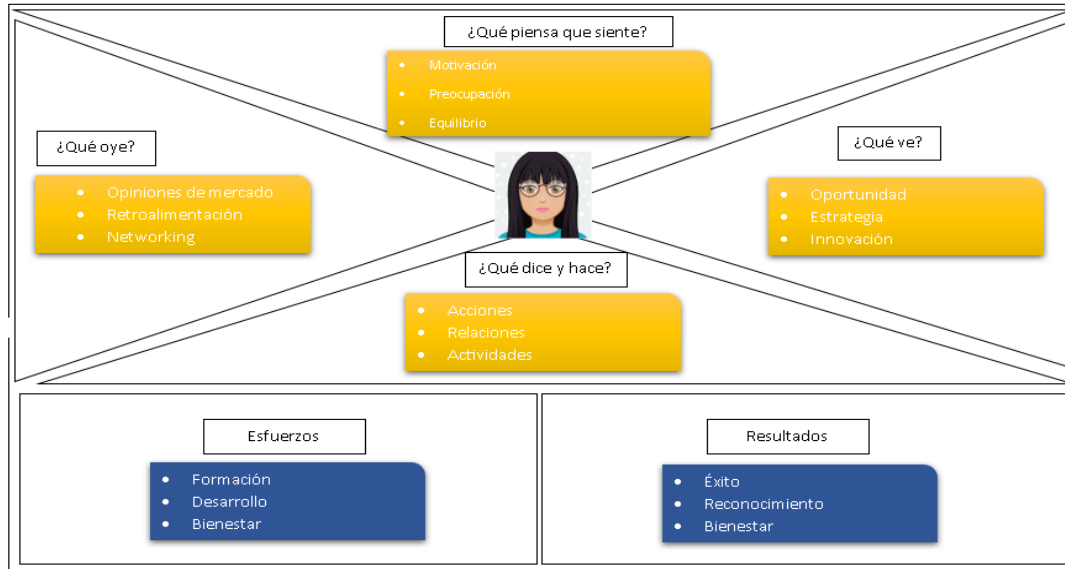 ¿Qué piensa que siente?
• Motivación
• Preocupación
• Equilibrio
¿Qué oye?
• Opiniones de mercado
• Retroalimentación
• Networking
¿Qué ve?
• Oportunidad
• Estrategia
• Innovación
¿Qué dice y hace?
• Acciones
• Relaciones
• Actividades
Esfuerzos
• Formación
• Desarrollo
• Bienestar
Resultados
• Éxito
• Reconocimiento
• Bienestar